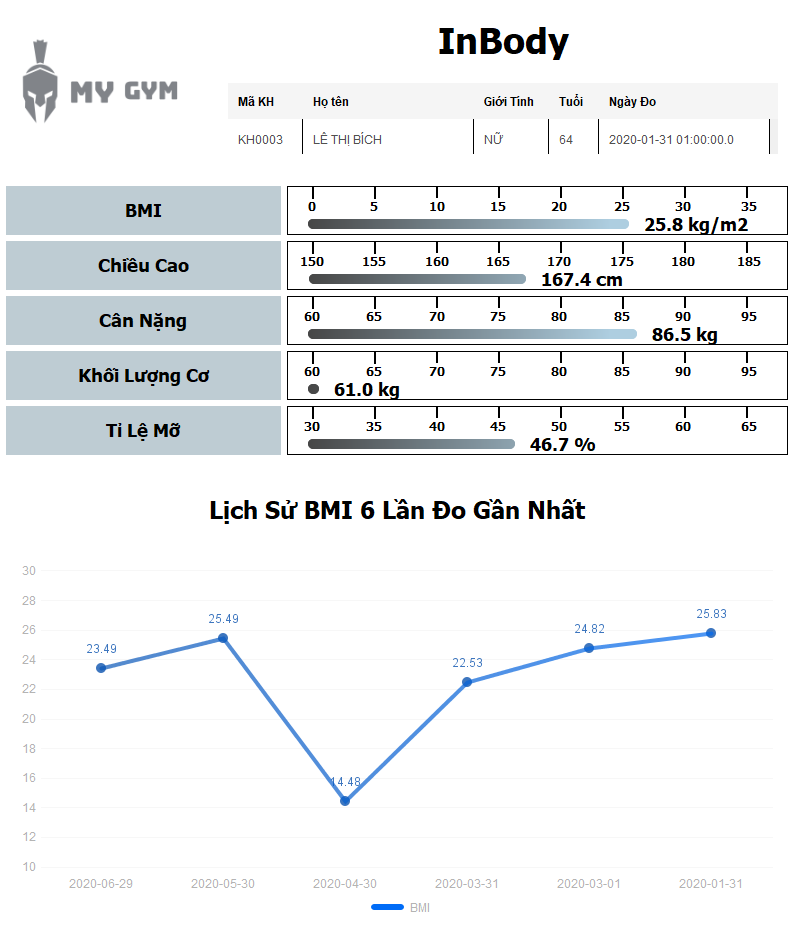 InBody
MY GYM
Mã KH Họ tên Giới Tính Tuổi Ngày Đo
KH0003 LÊ THỊ BÍCH NỮ 64 2020-01-31 01:00:00.0
BMI
0 5 10 15 20 25 30 35
25.8 kg/m2
Chiều Cao
150 155 160 165 170 175 180 185
167.4 cm
Cân Nặng
60 65 70 75 80 85 90 95
86.5 kg
Khối Lượng Cơ
60 65 70 75 80 85 90 95
61.0 kg
Tỉ Lệ Mỡ
30 35 40 45 50 55 60 65
46.7 %
Lịch Sử BMI 6 Lần Đo Gần Nhất
30
28
26
24
22
20
18
16
14
12
10
23.49
25.49
14.48
22.53
24.82
25.83
2020-06-29 2020-05-30 2020-04-30 2020-03-31 2020-03-01 2020-01-31
BMI